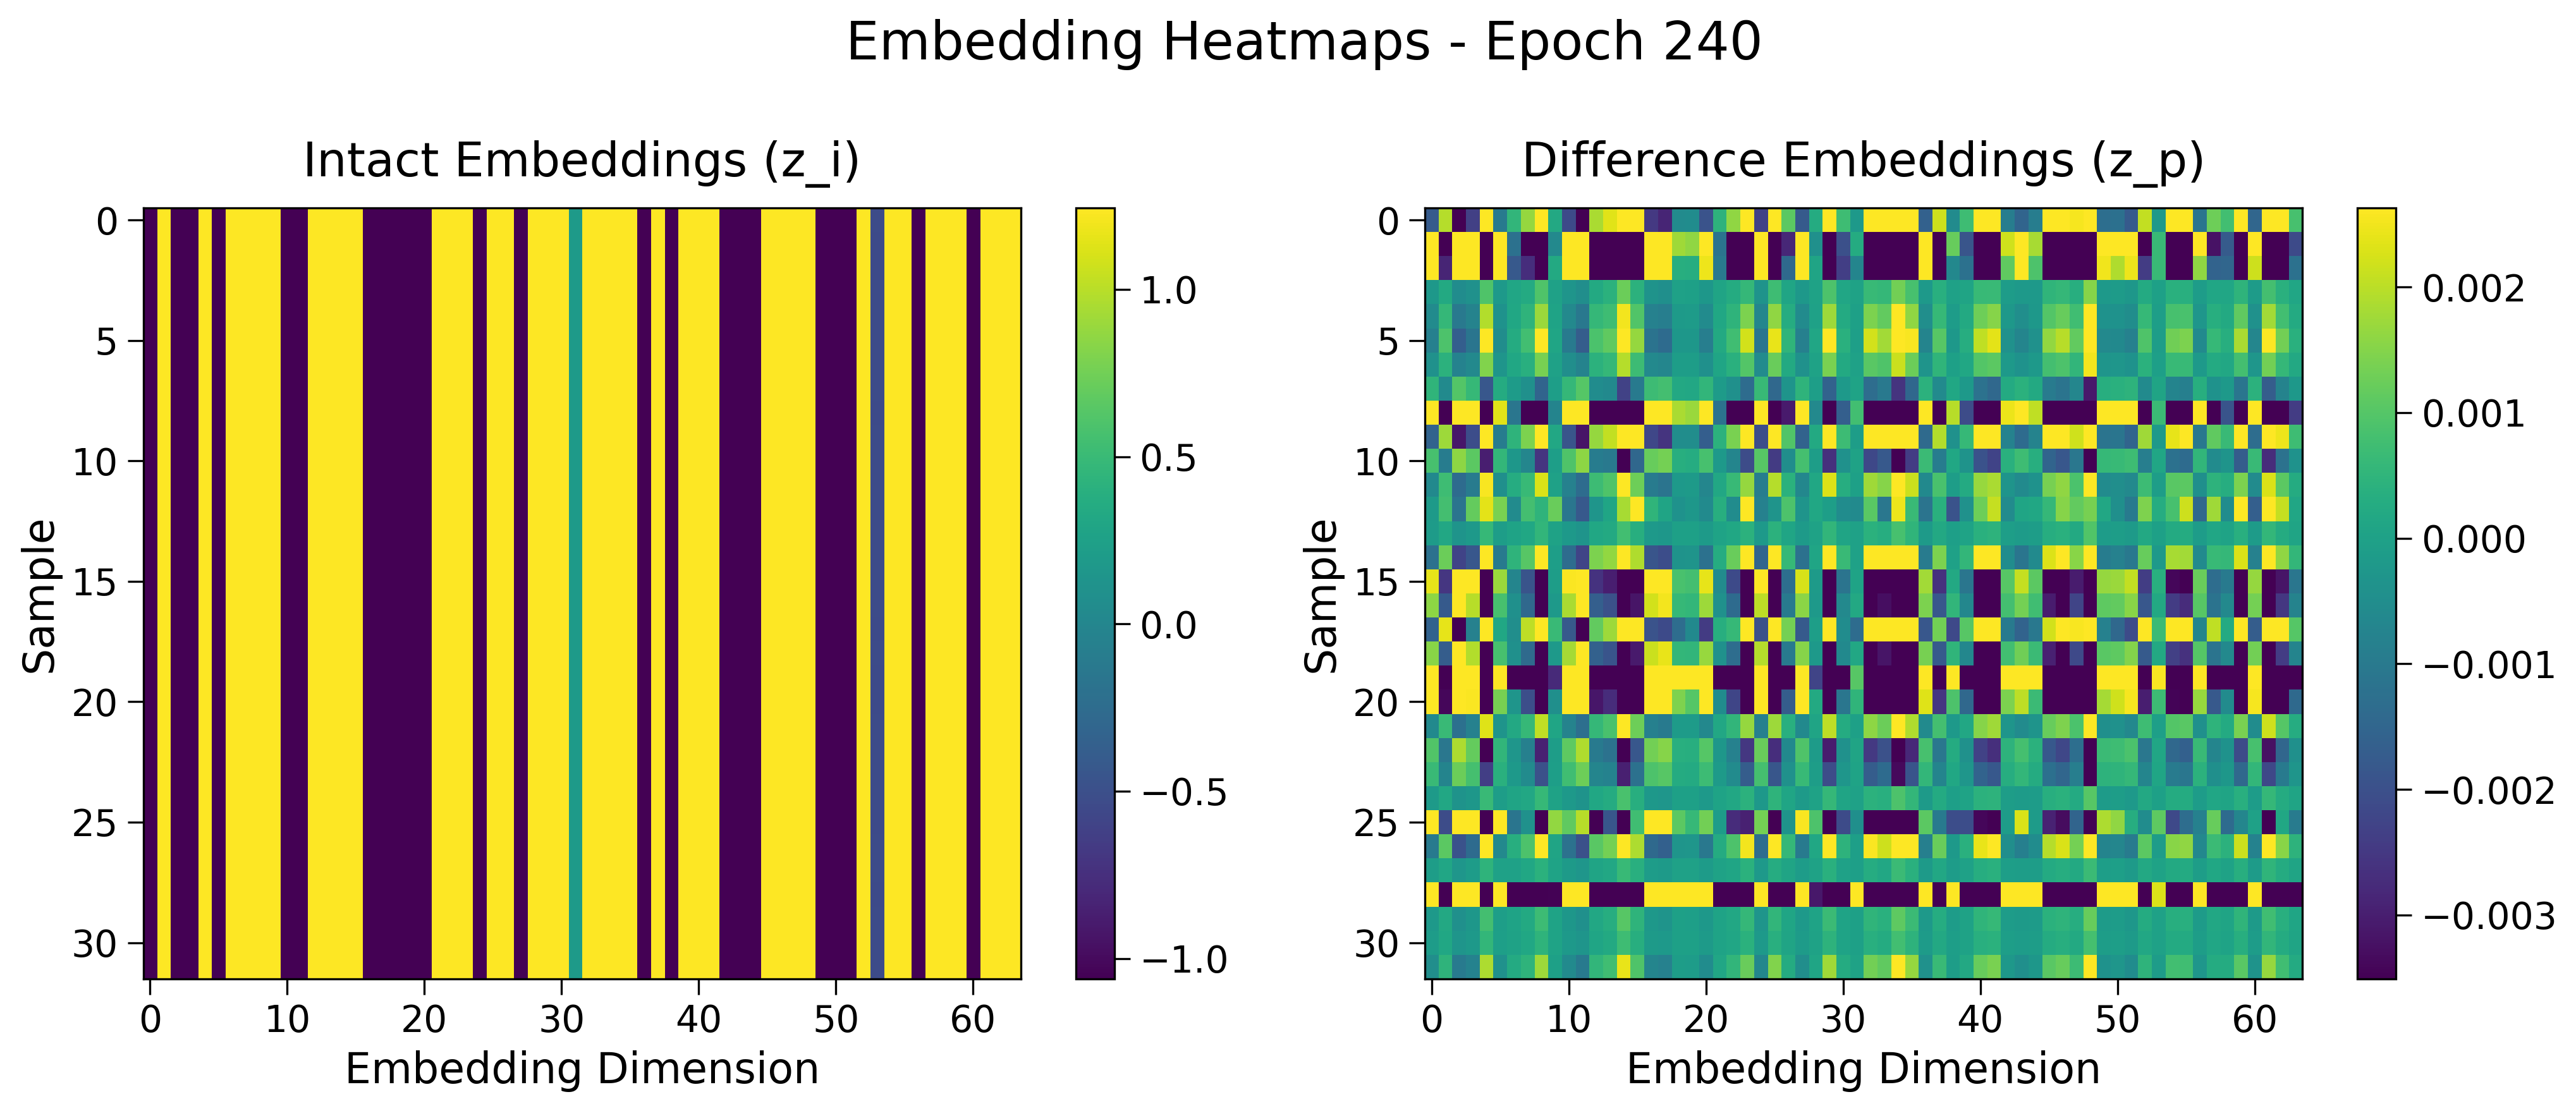 Embedding Heatmaps - Epoch 240
Intact Embeddings (z_i)
0
5
10
15
20
25
30
Sample
0 10 20 30 40 50 60
Embedding Dimension
1.0
0.5
0.0
−0.5
−1.0
Difference Embeddings (z_p)
0
5
10
15
20
25
30
Sample
0 10 20 30 40 50 60
Embedding Dimension
0.002
0.001
0.000
−0.001
−0.002
−0.003